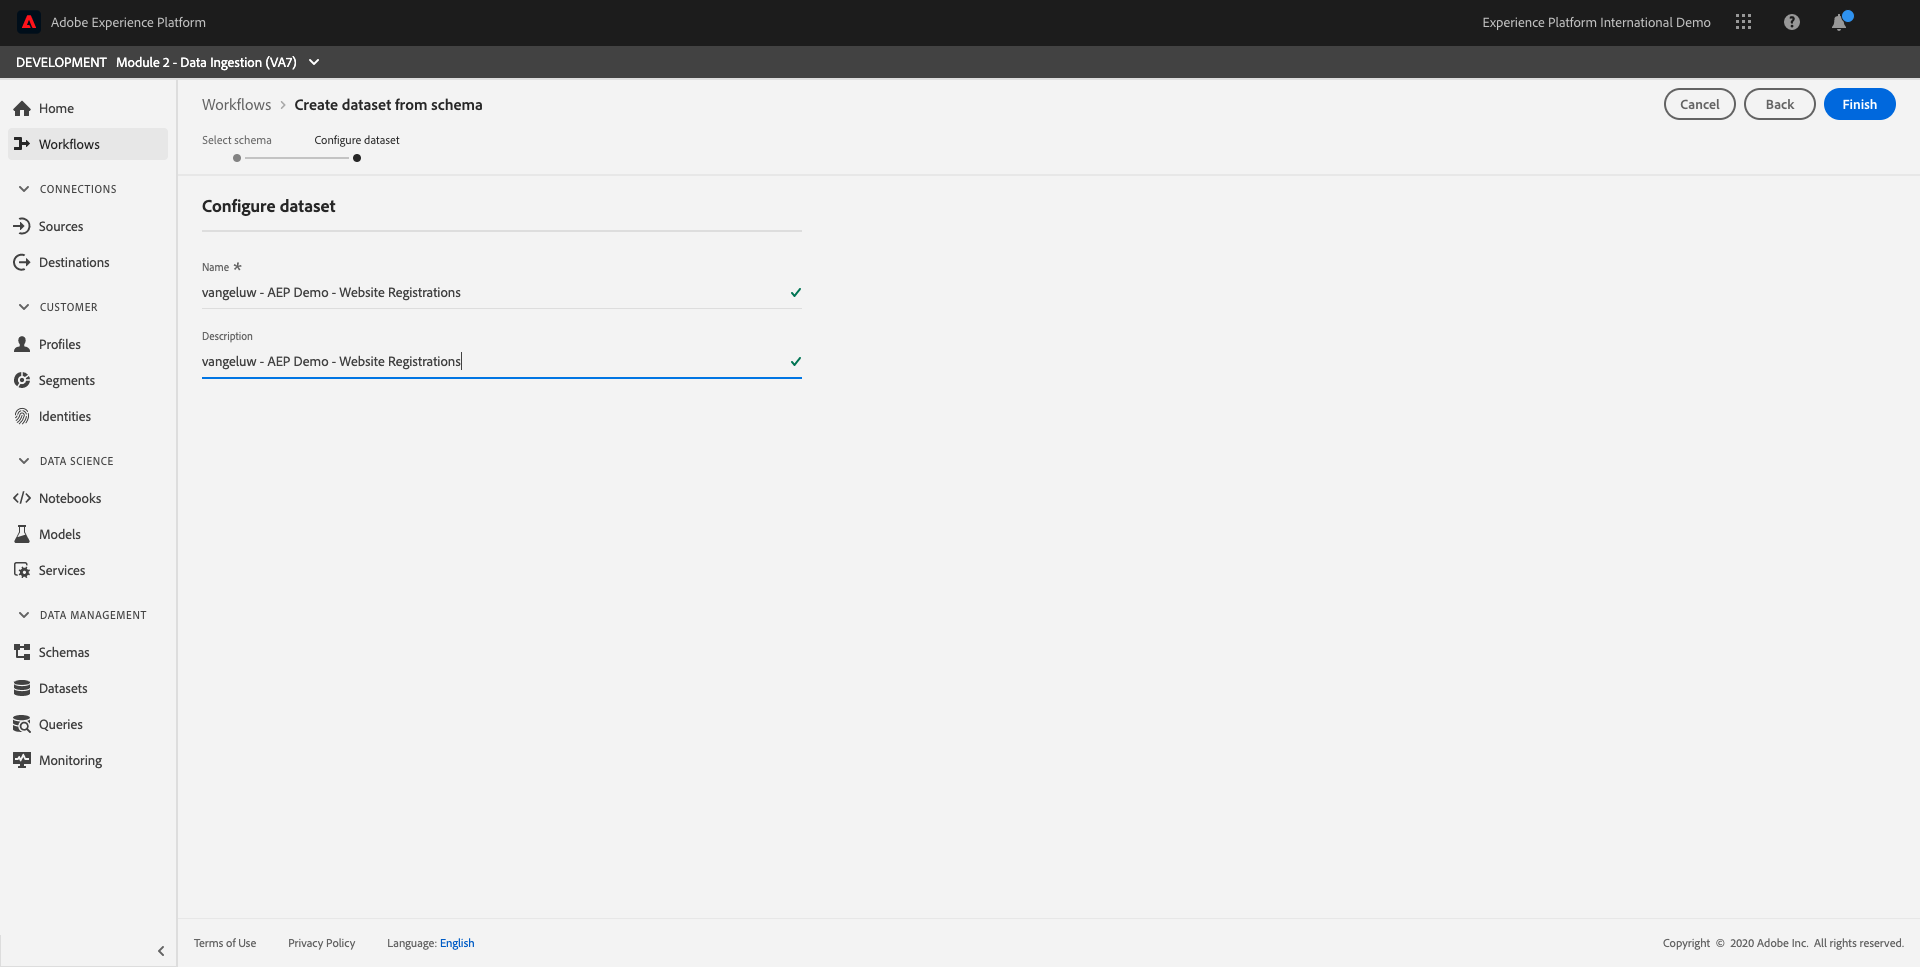 Adobe Experience Platform
Experience Platform International Demo
DEVELOPMENT Module 2 - Data Ingestion (VA7)
Home
Workflows
CONNECTIONS
Sources
Destinations
CUSTOMER
Profiles
Segments
Identities
DATA SCIENCE
Notebooks
Models
Services
DATA MANAGEMENT
Schemas
Datasets
Queries
Monitoring
Workflows > Create dataset from schema
Cancel
Back
Finish
Select schema
Configure dataset
Configure dataset
Name *
vangeluw - AEP Demo - Website Registrations
Description
vangeluw - AEP Demo - Website Registrations
Terms of Use
Privacy Policy
Language: English
Copyright © 2020 Adobe Inc. All rights reserved.